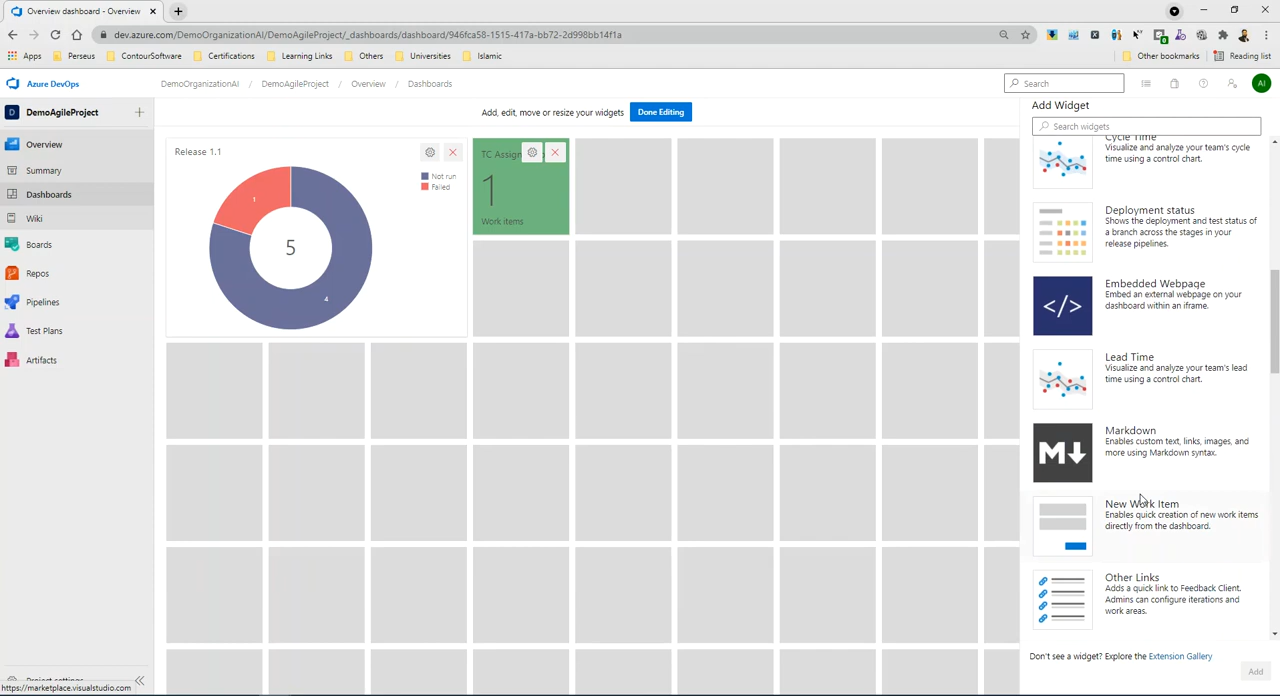 Overview dashboard - Overview
dev.azure.com/DemoOrganizationAI/DemoAgileProject/_dashboards/dashboard/946fca58-1515-417a-bb72-2d998bb14f1a
Apps Perseus ContourSoftware Certifications Learning Links Others Universities Islamic Other bookmarks Reading list
Azure DevOps DemoOrganizationAI / DemoAgileProject / Overview / Dashboards Search AI
D DemoAgileProject
Overview
Summary
Dashboards
Wiki
Boards
Repos
Pipelines
Test Plans
Artifacts
Project settings
https://marketplace.visualstudio.com
Add, edit, move or resize your widgets Done Editing
Release 1.1
Not run
Failed
1
5
4
TC Assign
1
Work items
Add Widget
Search widgets
Cycle Time
Visualize and analyze your team's cycle
time using a control chart.
Deployment status
Shows the deployment and test status of
a branch across the stages in your
release pipelines.
Embedded Webpage
Embed an external webpage on your
dashboard within an iframe.
Lead Time
Visualize and analyze your team's lead
time using a control chart.
Markdown
Enables custom text, links, images, and
more using Markdown syntax.
New Work Item
Enables quick creation of new work items
directly from the dashboard.
Other Links
Adds a quick link to Feedback Client.
Admins can configure iterations and
work areas.
Don't see a widget? Explore the Extension Gallery
Add